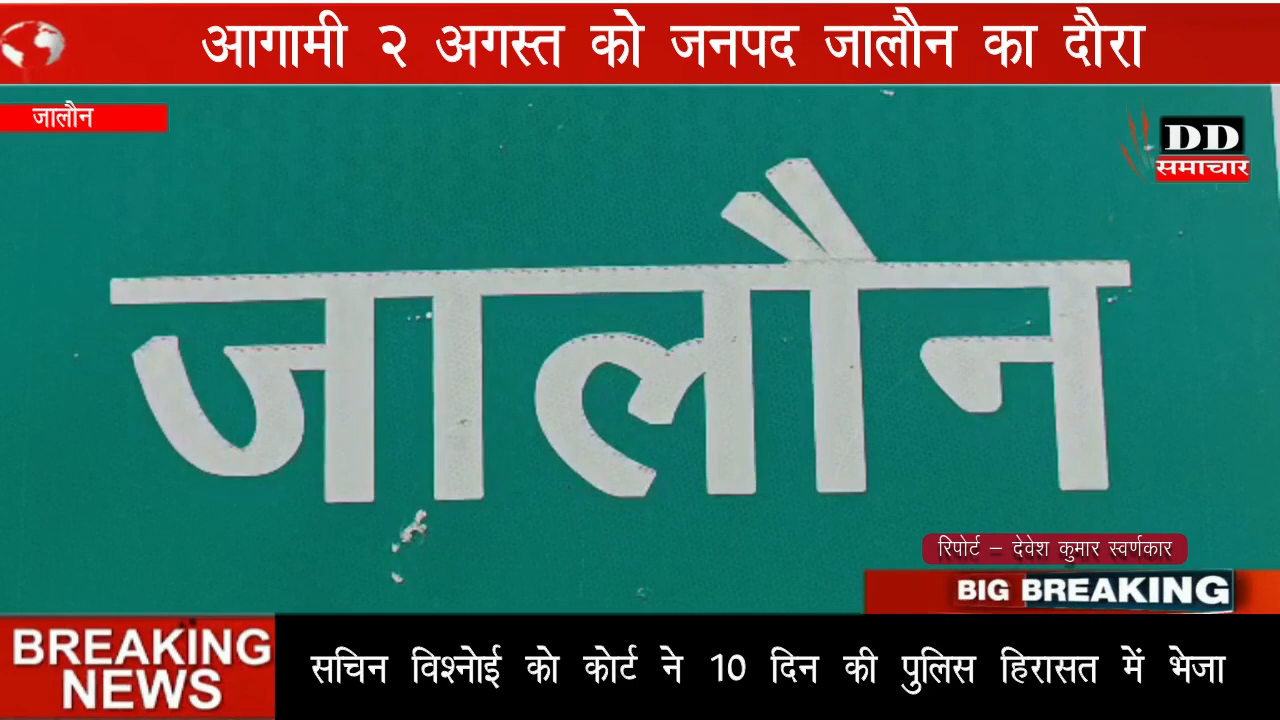 आगामी २ अगस्त को जनपद जालौन का दौरा
जालौन
DD
समाचार
जालौन
रिपोर्ट – देवेश कुमार स्वर्णकार
BIG BREAKING
BREAKING
NEWS
सचिन विश्नोई को कोर्ट ने 10 दिन की पुलिस हिरासत में भेजा